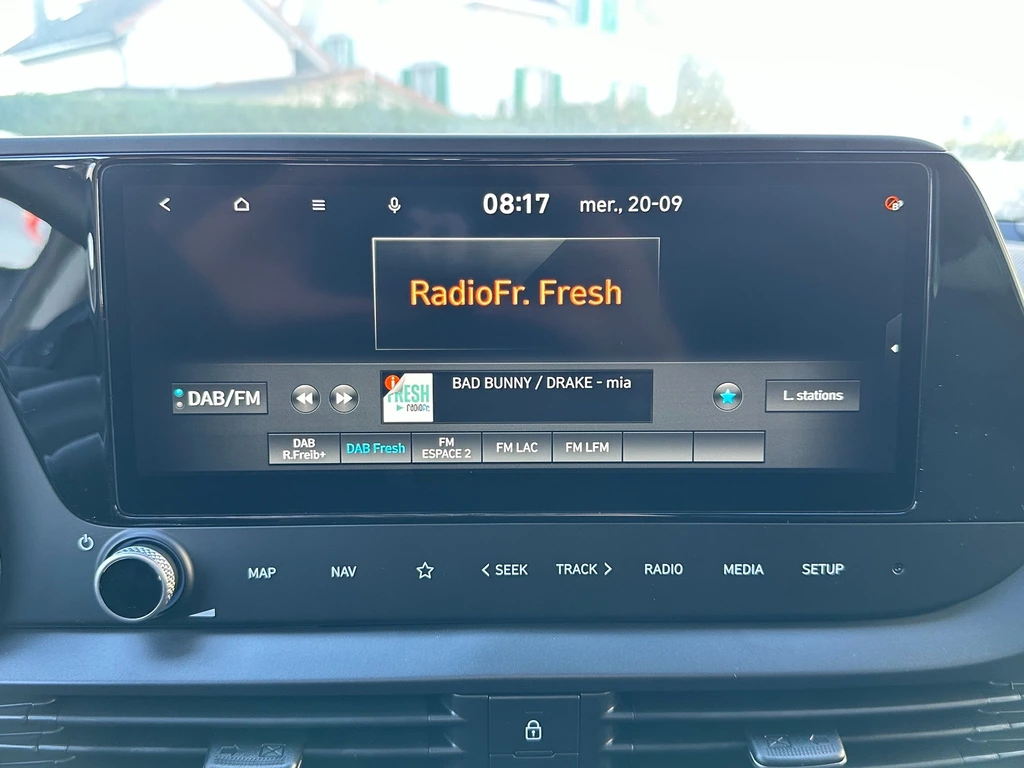 08:17 mer., 20-09
RadioFr. Fresh
DAB/FM
FRESH
radiofr.
BAD BUNNY / DRAKE - mia
L. stations
DAB
R.Freib+
DAB Fresh
FM
ESPACE 2
FM LAC
FM LFM
MAP NAV SEEK TRACK RADIO MEDIA SETUP